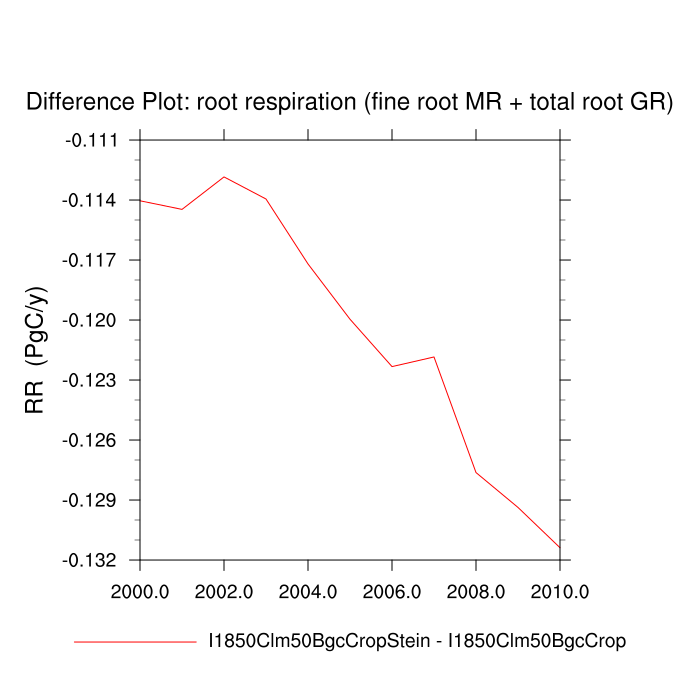 Difference Plot: root respiration (fine root MR + total root GR)
-0.111
-0.114
-0.117
-0.120
-0.123
-0.126
-0.129
-0.132
RR (PgC/y)
2000.0 2002.0 2004.0 2006.0 2008.0 2010.0
I1850Clm50BgcCropStein - I1850Clm50BgcCrop